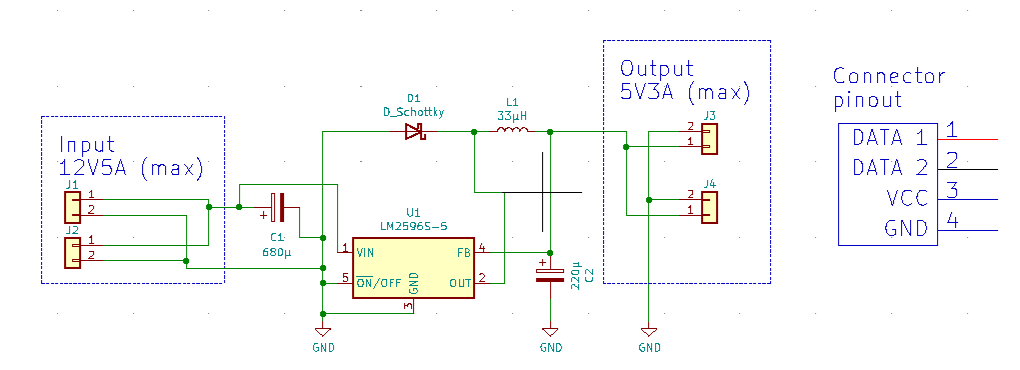 Input
12V5A (max)
J1
1
2
J2
1
2
+
C1
680µ
D1
D_Schottky
L1
33µH
U1
LM2596S-5
1
VIN
FB
4
5
ON/OFF
GND
OUT
2
3
+
220µ
C2
GND
GND
GND
Output
5V3A (max)
J3
2
1
J4
2
1
Connector
pinout
DATA 1
1
DATA 2
2
VCC
3
GND
4